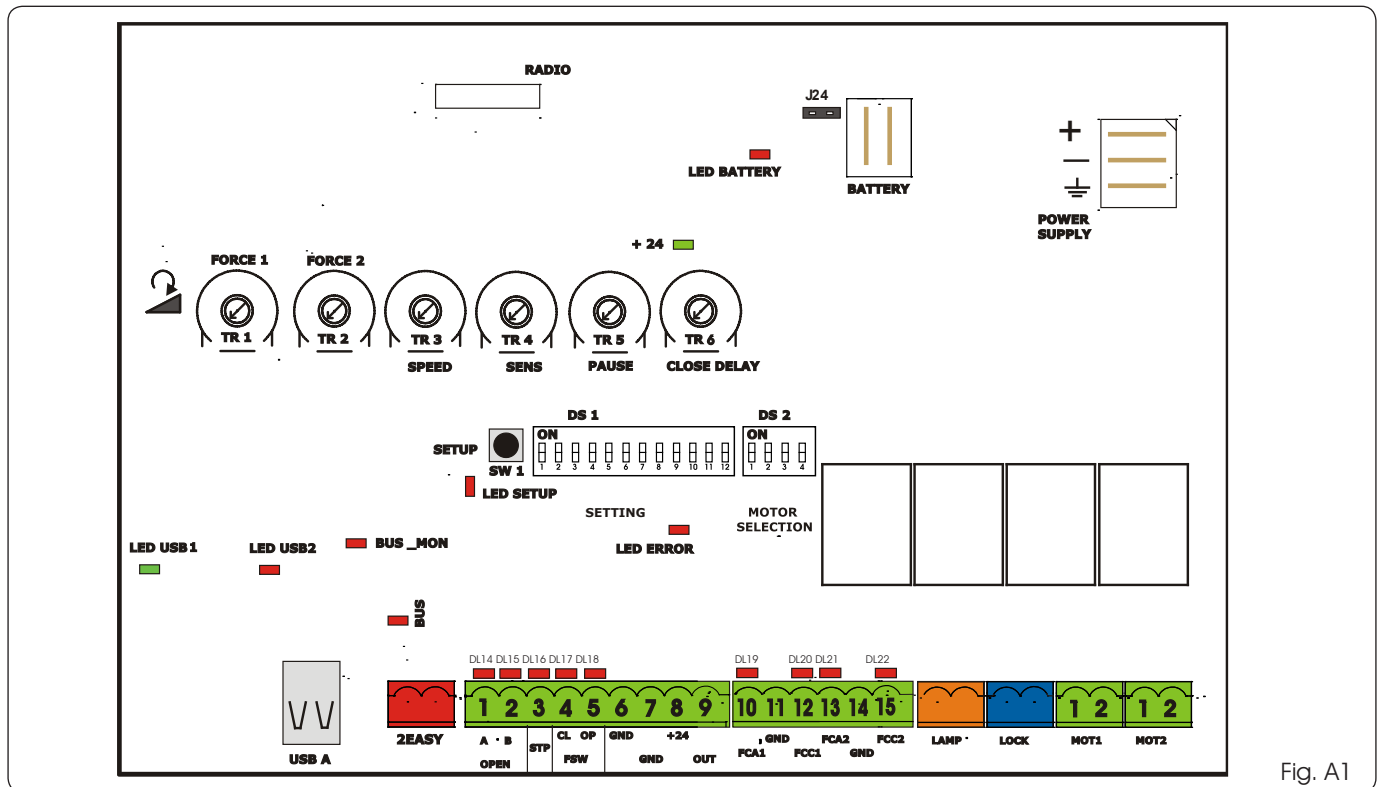 RADIO
J24
LED BATTERY
BATTERY
+
−
POWER
SUPPLY
+ 24
FORCE 1
FORCE 2
TR 1
TR 2
TR 3
TR 4
TR 5
TR 6
SPEED
SENS
PAUSE
CLOSE DELAY
DS 1
DS 2
ON
ON
SETUP
1 2 3 4 5 6 7 8 9 10 11 12
1 2 3 4
SW 1
LED SETUP
SETTING
MOTOR
SELECTION
LED ERROR
BUS _MON
LED USB1
LED USB2
BUS
DL14 DL15 DL16 DL17 DL18
DL19 DL20 DL21 DL22
1 2 3 4 5 6 7 8 9
10 11 12 13 14 15
1 2
1 2
2EASY
A · B
OPEN
STP
CL OP
FSW
GND
+24
GND
OUT
GND
FCA1
FCC1
FCA2
GND
FCC2
LAMP
LOCK
MOT1
MOT2
USB A
Fig. A1